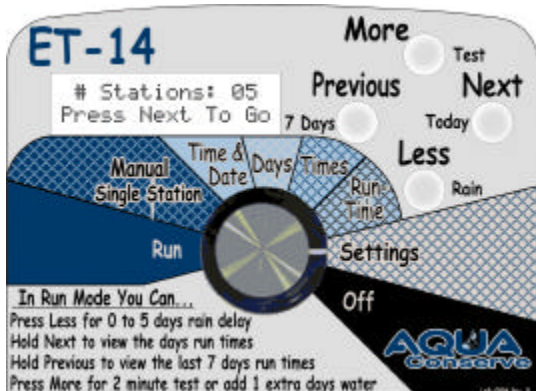 ET-14
# Stations: 05
Press Next To Go
More
Test
Previous
7 Days
Next
Today
Less
Rain
Manual
Single Station
Time &
Date
Days
Times
Run-
Time
Run
Settings
Off
In Run Mode You Can...
Press Less for 0 to 5 days rain delay
Hold Next to view the days run times
Hold Previous to view the last 7 days run times
Press More for 2 minute test or add 1 extra days water
AQUA
Conserve